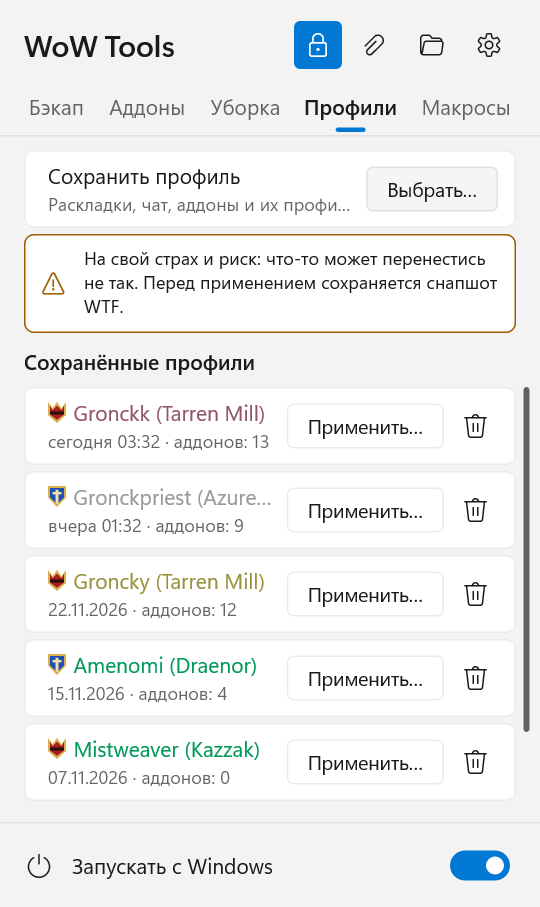 WoW Tools
Бэкап Аддоны Уборка Профили Макросы
Сохранить профиль
Раскладки, чат, аддоны и их профи...
Выбрать...
На свой страх и риск: что-то может перенестись
не так. Перед применением сохраняется снапшот
WTF.
Сохранённые профили
Gronckk (Tarren Mill)
сегодня 03:32 · аддонов: 13
Применить...
Gronckpriest (Azure...
вчера 01:32 · аддонов: 9
Применить...
Groncky (Tarren Mill)
22.11.2026 · аддонов: 12
Применить...
Amenomi (Draenor)
15.11.2026 · аддонов: 4
Применить...
Mistweaver (Kazzak)
07.11.2026 · аддонов: 0
Применить...
Запускать с Windows